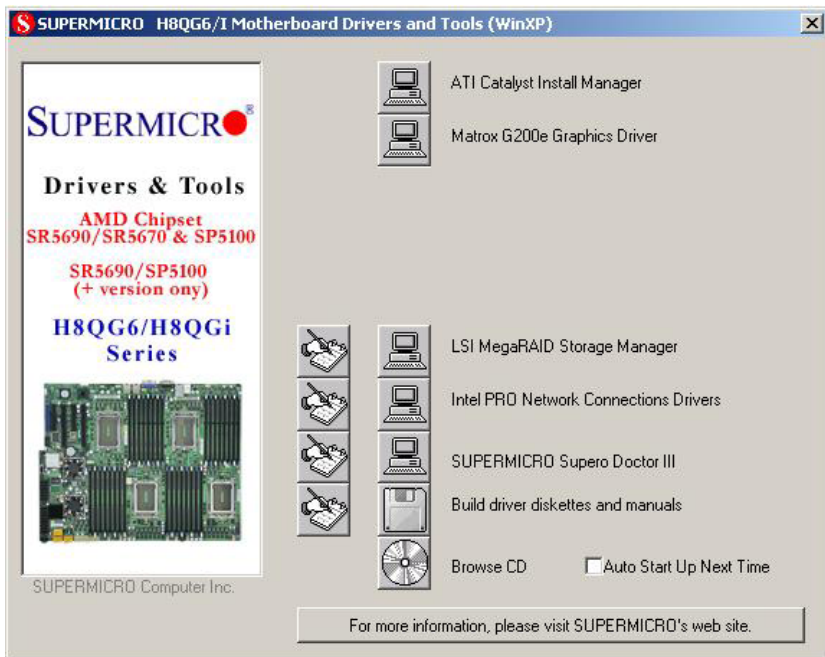 SUPERMICRO H8QG6/I Motherboard Drivers and Tools (WinXP)
SUPERMICRO®
Drivers & Tools
AMD Chipset
SR5690/SR5670 & SP5100
SR5690/SP5100
(+ version ony)
H8QG6/H8QGi
Series
SUPERMICRO Computer Inc.
ATI Catalyst Install Manager
Matrox G200e Graphics Driver
LSI MegaRAID Storage Manager
Intel PRO Network Connections Drivers
SUPERMICRO Supero Doctor III
Build driver diskettes and manuals
Browse CD Auto Start Up Next Time
For more information, please visit SUPERMICRO's web site.